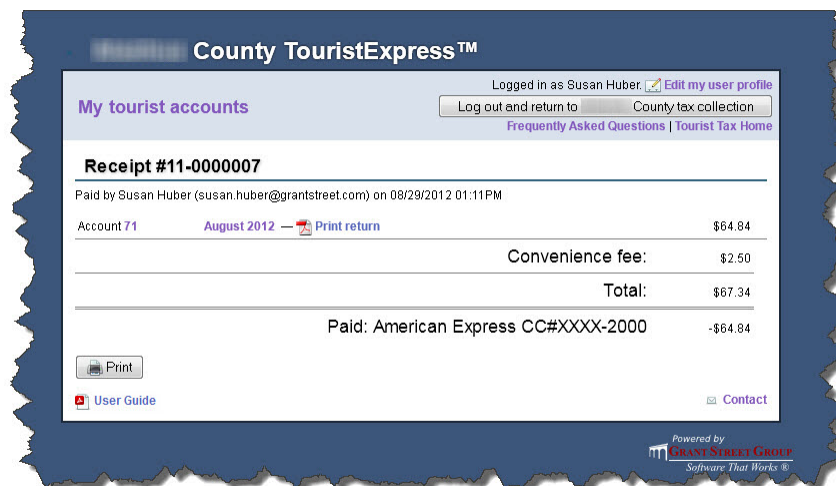 County TouristExpress™
Logged in as Susan Huber. Edit my user profile
My tourist accounts
Log out and return to County tax collection
Frequently Asked Questions | Tourist Tax Home
Receipt #11-0000007
Paid by Susan Huber (susan.huber@grantstreet.com) on 08/29/2012 01:11PM
Account 71 August 2012 — Print return $64.84
Convenience fee: $2.50
Total: $67.34
Paid: American Express CC#XXXX-2000 -$64.84
Print
User Guide Contact
Powered by
GRANT STREET GROUP
Software That Works ®